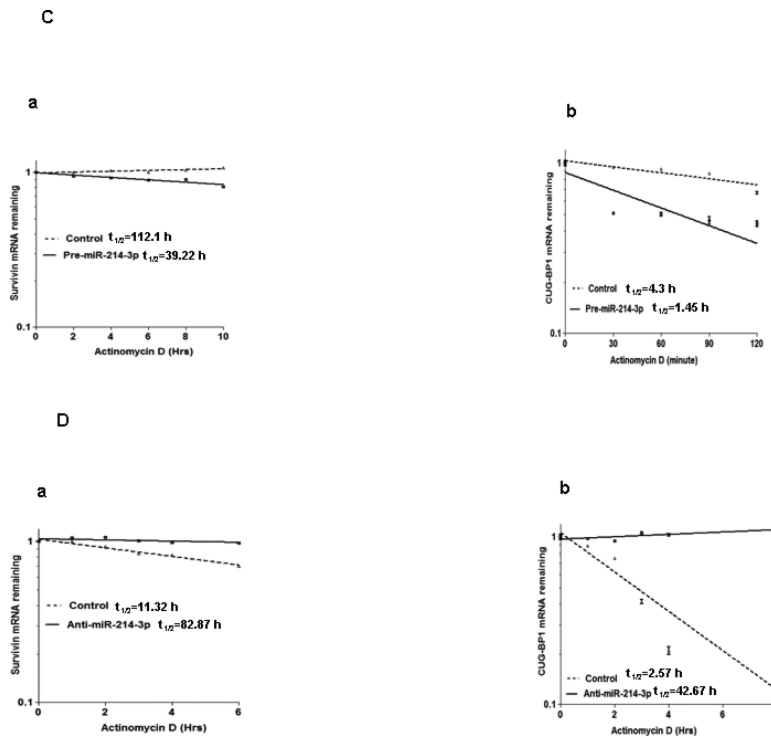 C
a
b
Survivin mRNA remaining
1
0.1
Control t1/2=112.1 h
Pre-miR-214-3p t1/2=39.22 h
0 2 4 6 8 10
Actinomycin D (Hrs)
CUG-BP1 mRNA remaining
1
0.1
Control t1/2=4.3 h
Pre-miR-214-3p t1/2=1.45 h
0 30 60 90 120
Actinomycin D (minute)
D
a
b
Survivin mRNA remaining
1
0.1
Control t1/2=11.32 h
Anti-miR-214-3p t1/2=82.87 h
0 2 4 6
Actinomycin D (Hrs)
CUG-BP1 mRNA remaining
1
0.1
Control t1/2=2.57 h
Anti-miR-214-3p t1/2=42.67 h
0 2 4 6
Actinomycin D (Hrs)